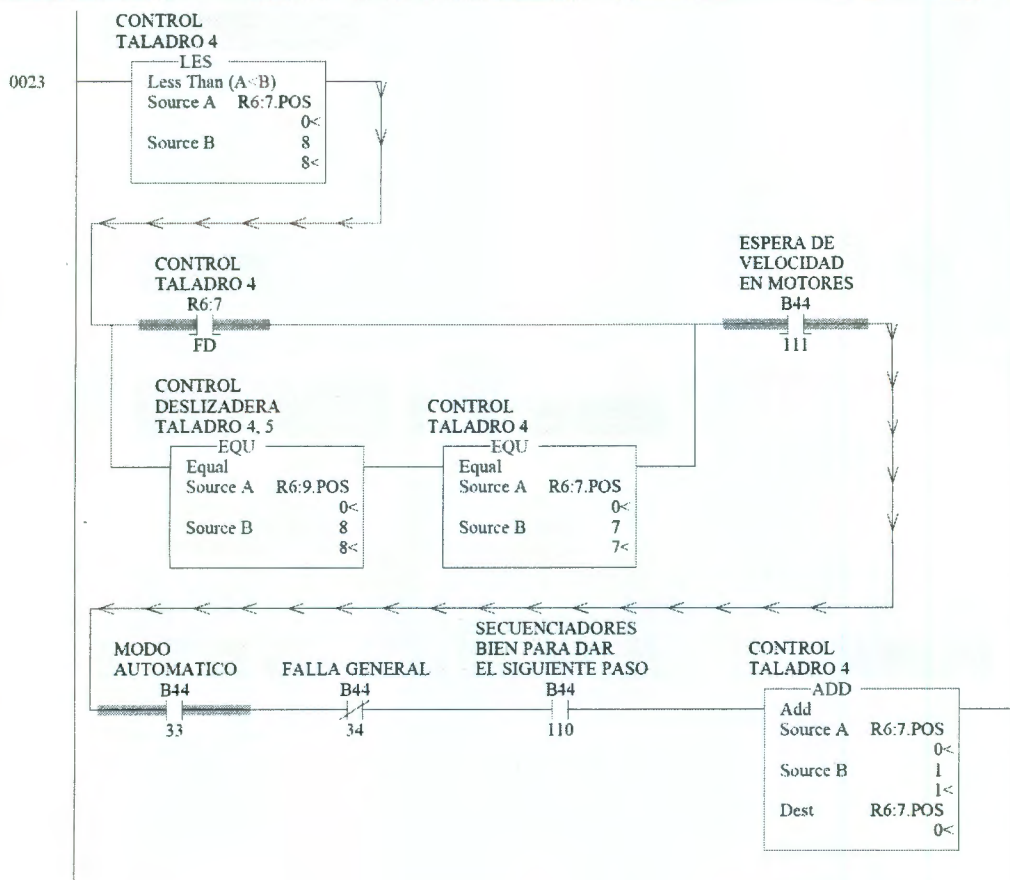 CONTROL
TALADRO 4
LES
0023
Less Than (A<B)
Source A R6:7.POS
0<
Source B 8
8<
CONTROL
TALADRO 4
R6:7
FD
ESPERA DE
VELOCIDAD
EN MOTORES
B44
111
CONTROL
DESLIZADERA
TALADRO 4, 5
EQU
Equal
Source A R6:9.POS
0<
Source B 8
8<
CONTROL
TALADRO 4
EQU
Equal
Source A R6:7.POS
0<
Source B 7
7<
MODO
AUTOMATICO
B44
33
FALLA GENERAL
B44
34
SECUENCIADORES
BIEN PARA DAR
EL SIGUIENTE PASO
B44
110
CONTROL
TALADRO 4
ADD
Add
Source A R6:7.POS
0<
Source B 1
1<
Dest R6:7.POS
0<